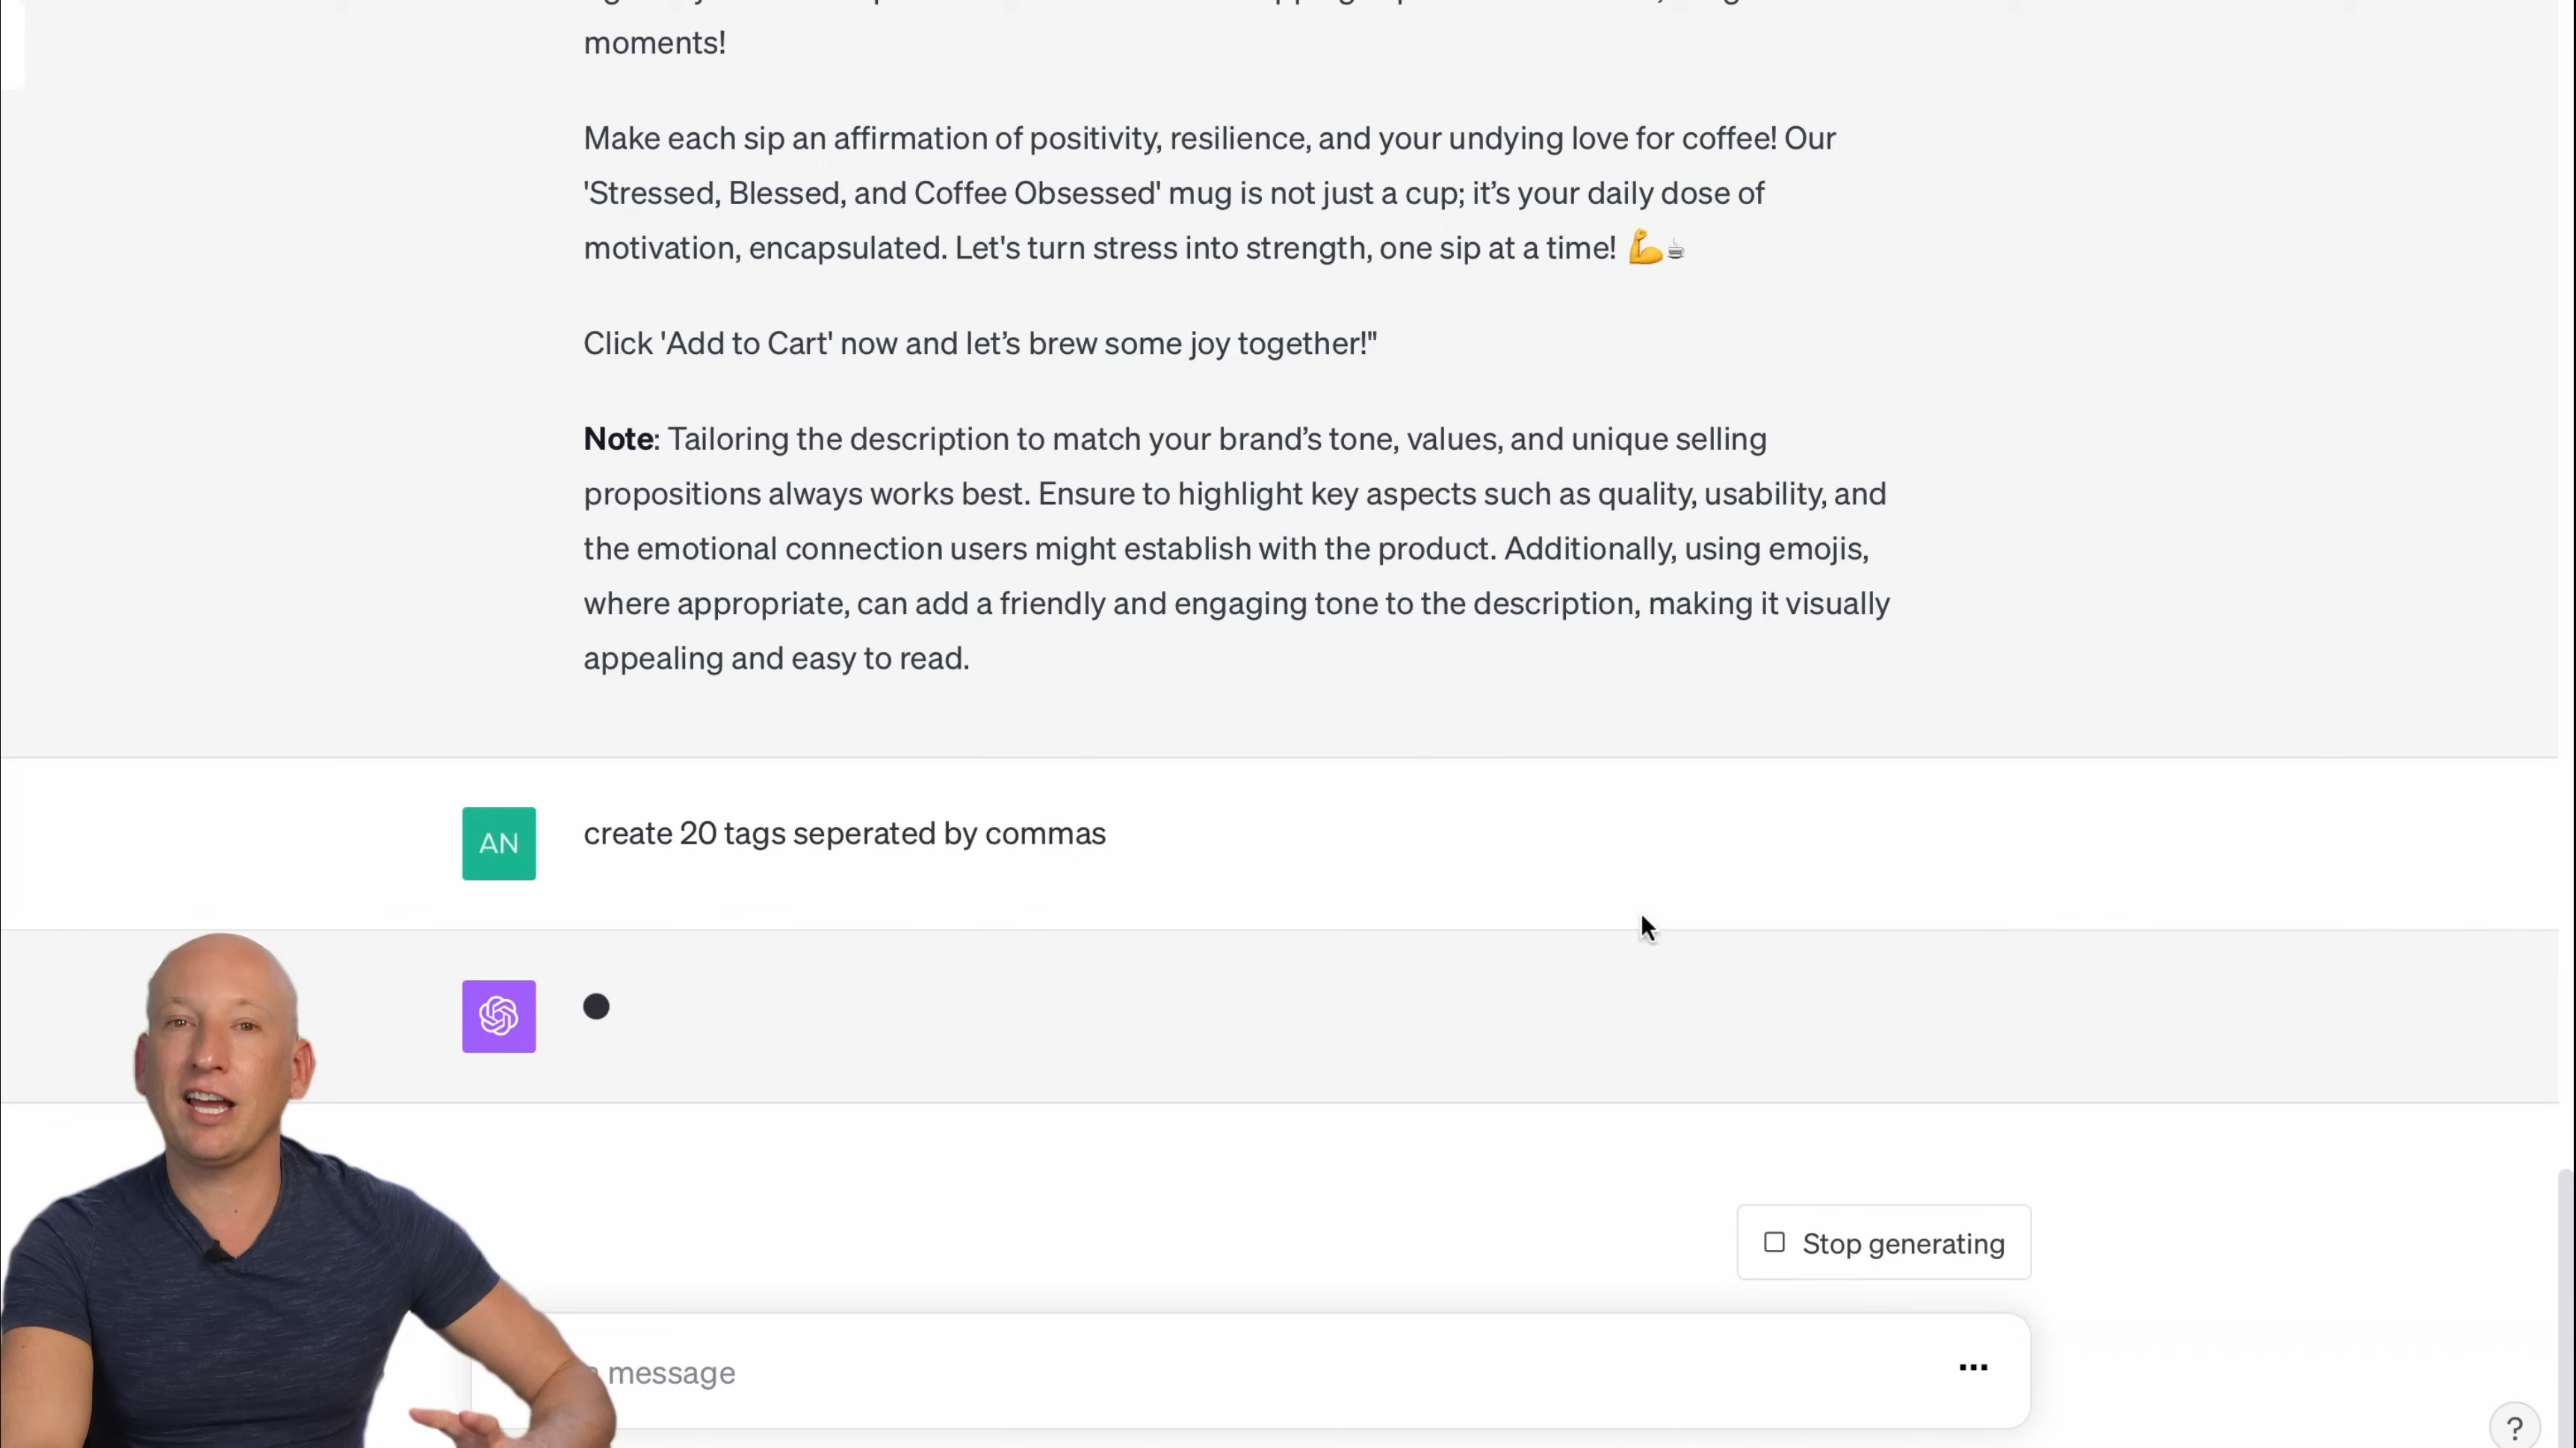 moments!
Make each sip an affirmation of positivity, resilience, and your undying love for coffee! Our
'Stressed, Blessed, and Coffee Obsessed' mug is not just a cup; it’s your daily dose of
motivation, encapsulated. Let's turn stress into strength, one sip at a time! 💪☕
Click 'Add to Cart' now and let’s brew some joy together!"
Note: Tailoring the description to match your brand’s tone, values, and unique selling
propositions always works best. Ensure to highlight key aspects such as quality, usability, and
the emotional connection users might establish with the product. Additionally, using emojis,
where appropriate, can add a friendly and engaging tone to the description, making it visually
appealing and easy to read.
AN
create 20 tags seperated by commas
Stop generating
message
?